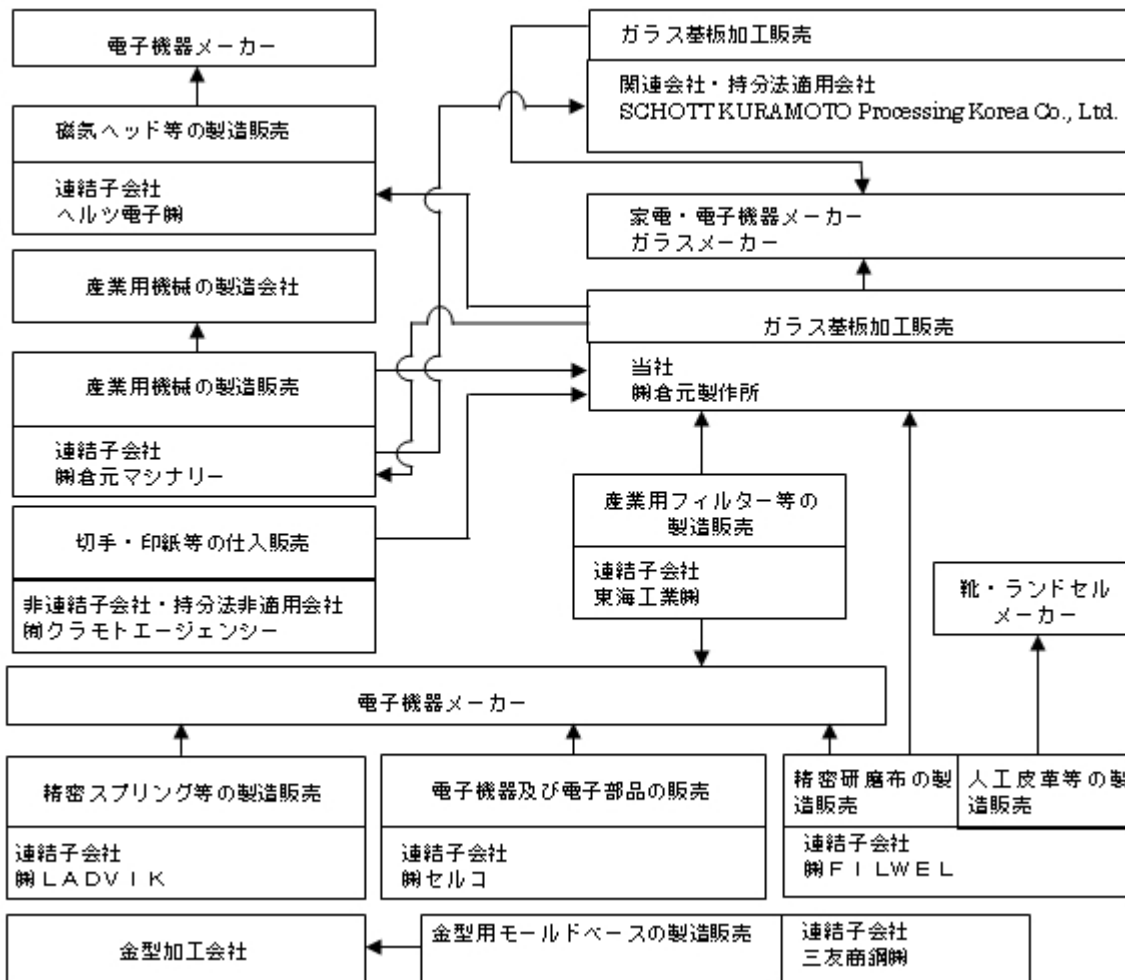 電子機器メーカー
磁気ヘッド等の製造販売
連結子会社
ヘルツ電子㈱
産業用機械の製造会社
産業用機械の製造販売
連結子会社
㈱倉元マシナリー
切手・印紙等の仕入販売
非連結子会社・持分法非適用会社
㈲クラモトエージェンシー
ガラス基板加工販売
関連会社・持分法適用会社
SCHOTT KURAMOTO Processing Korea Co., Ltd.
家電・電子機器メーカー
ガラスメーカー
ガラス基板加工販売
当社
㈱倉元製作所
産業用フィルター等の
製造販売
連結子会社
東海工業㈱
靴・ランドセル
メーカー
電子機器メーカー
精密スプリング等の製造販売
連結子会社
㈱ＬＡＤＶＩＫ
電子機器及び電子部品の販売
連結子会社
㈱セルコ
精密研磨布の製
造販売
人工皮革等の製
造販売
連結子会社
㈱ＦＩＬＷＥＬ
金型加工会社
金型用モールドベースの製造販売
連結子会社
三友商鋼㈱